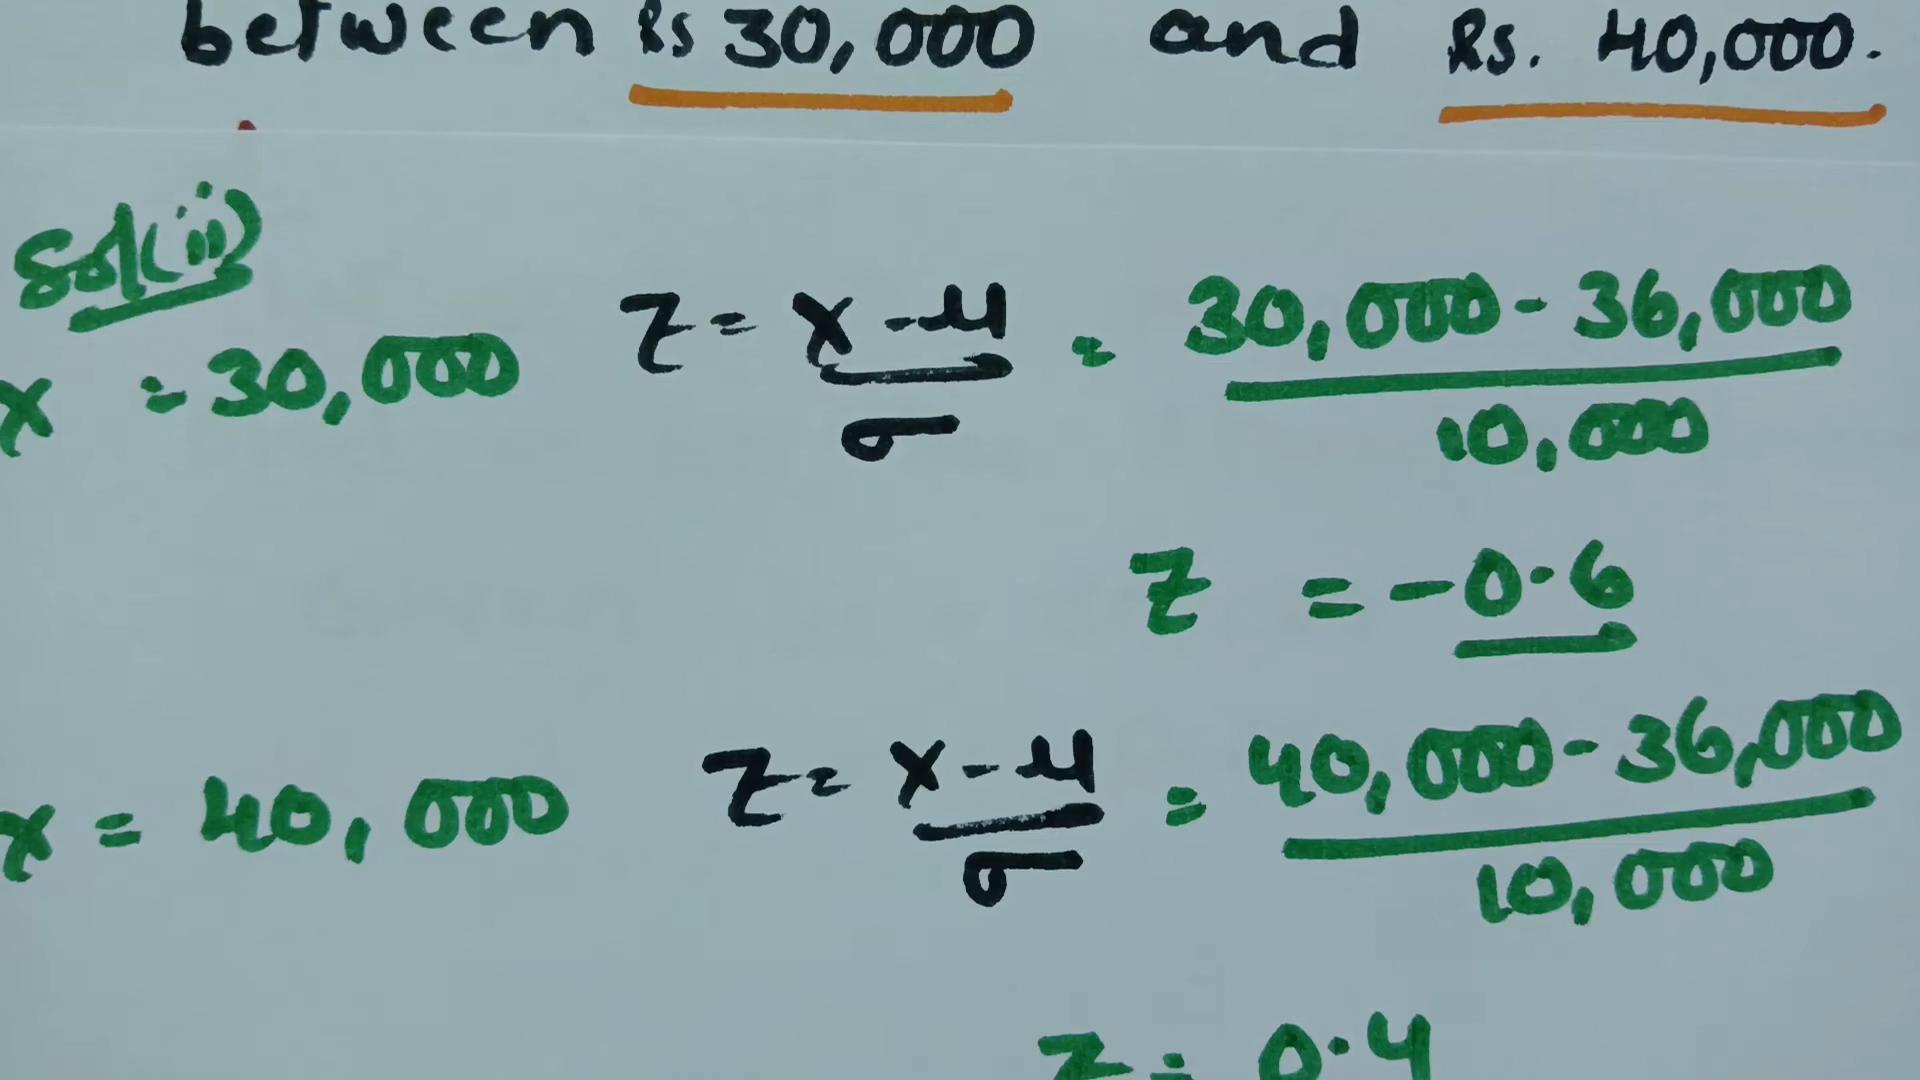 between Rs 30,000 and Rs. 40,000.
Sol(ii)
x = 30,000 z = x - μ / σ = 30,000 - 36,000 / 10,000
z = -0.6
x = 40,000 z = x - μ / σ = 40,000 - 36,000 / 10,000
z = 0.4